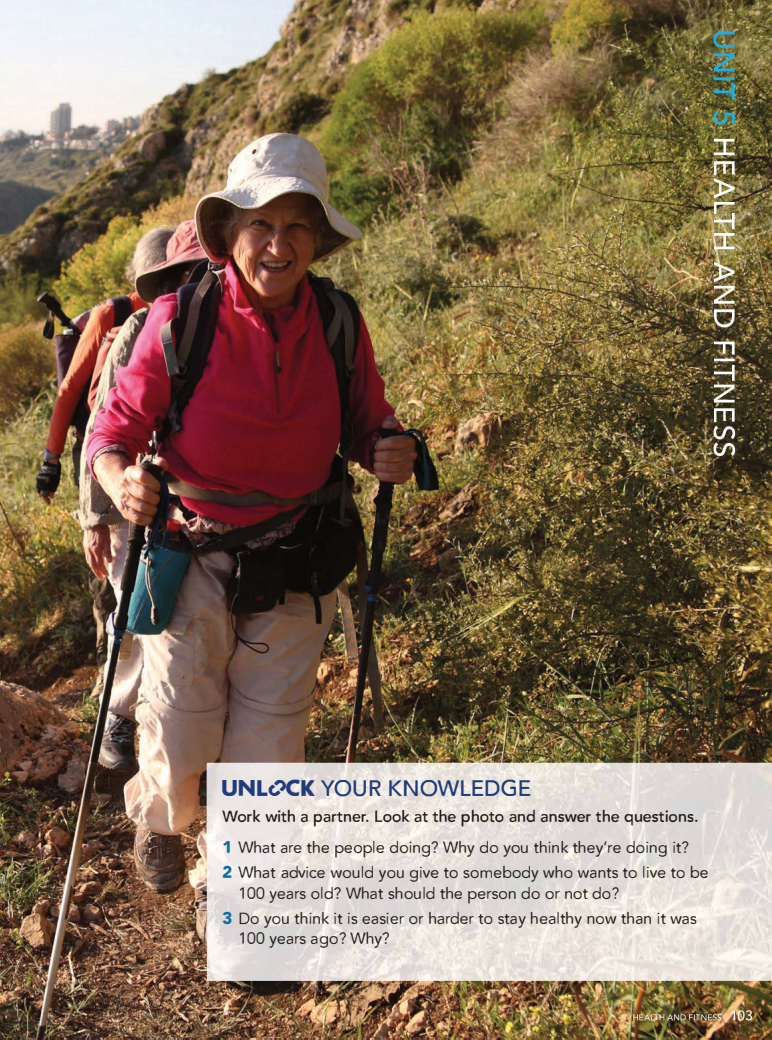 UNIT 5 HEALTH AND FITNESS
UNLOCK YOUR KNOWLEDGE
Work with a partner. Look at the photo and answer the questions.
1 What are the people doing? Why do you think they're doing it?
2 What advice would you give to somebody who wants to live to be
100 years old? What should the person do or not do?
3 Do you think it is easier or harder to stay healthy now than it was
100 years ago? Why?
HEALTH AND FITNESS 103